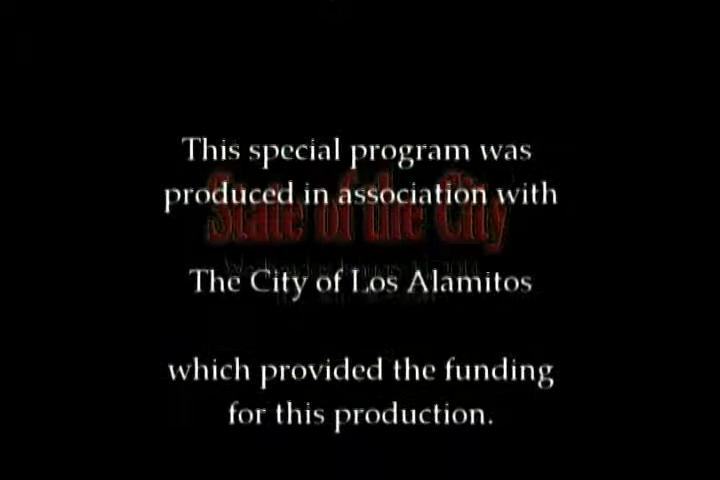 This special program was
produced in association with
State of the City
The City of Los Alamitos
which provided the funding
for this production.